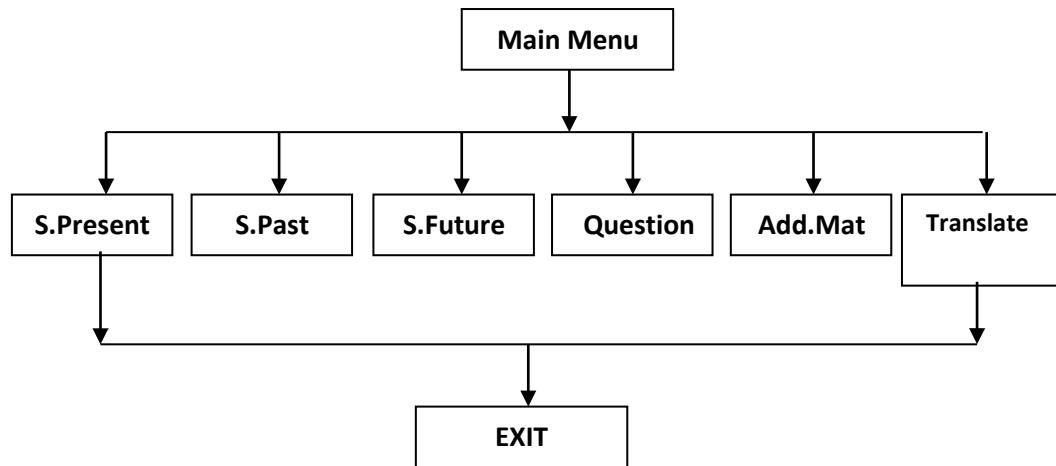 Main Menu
S.Present
S.Past
S.Future
Question
Add.Mat
Translate
EXIT